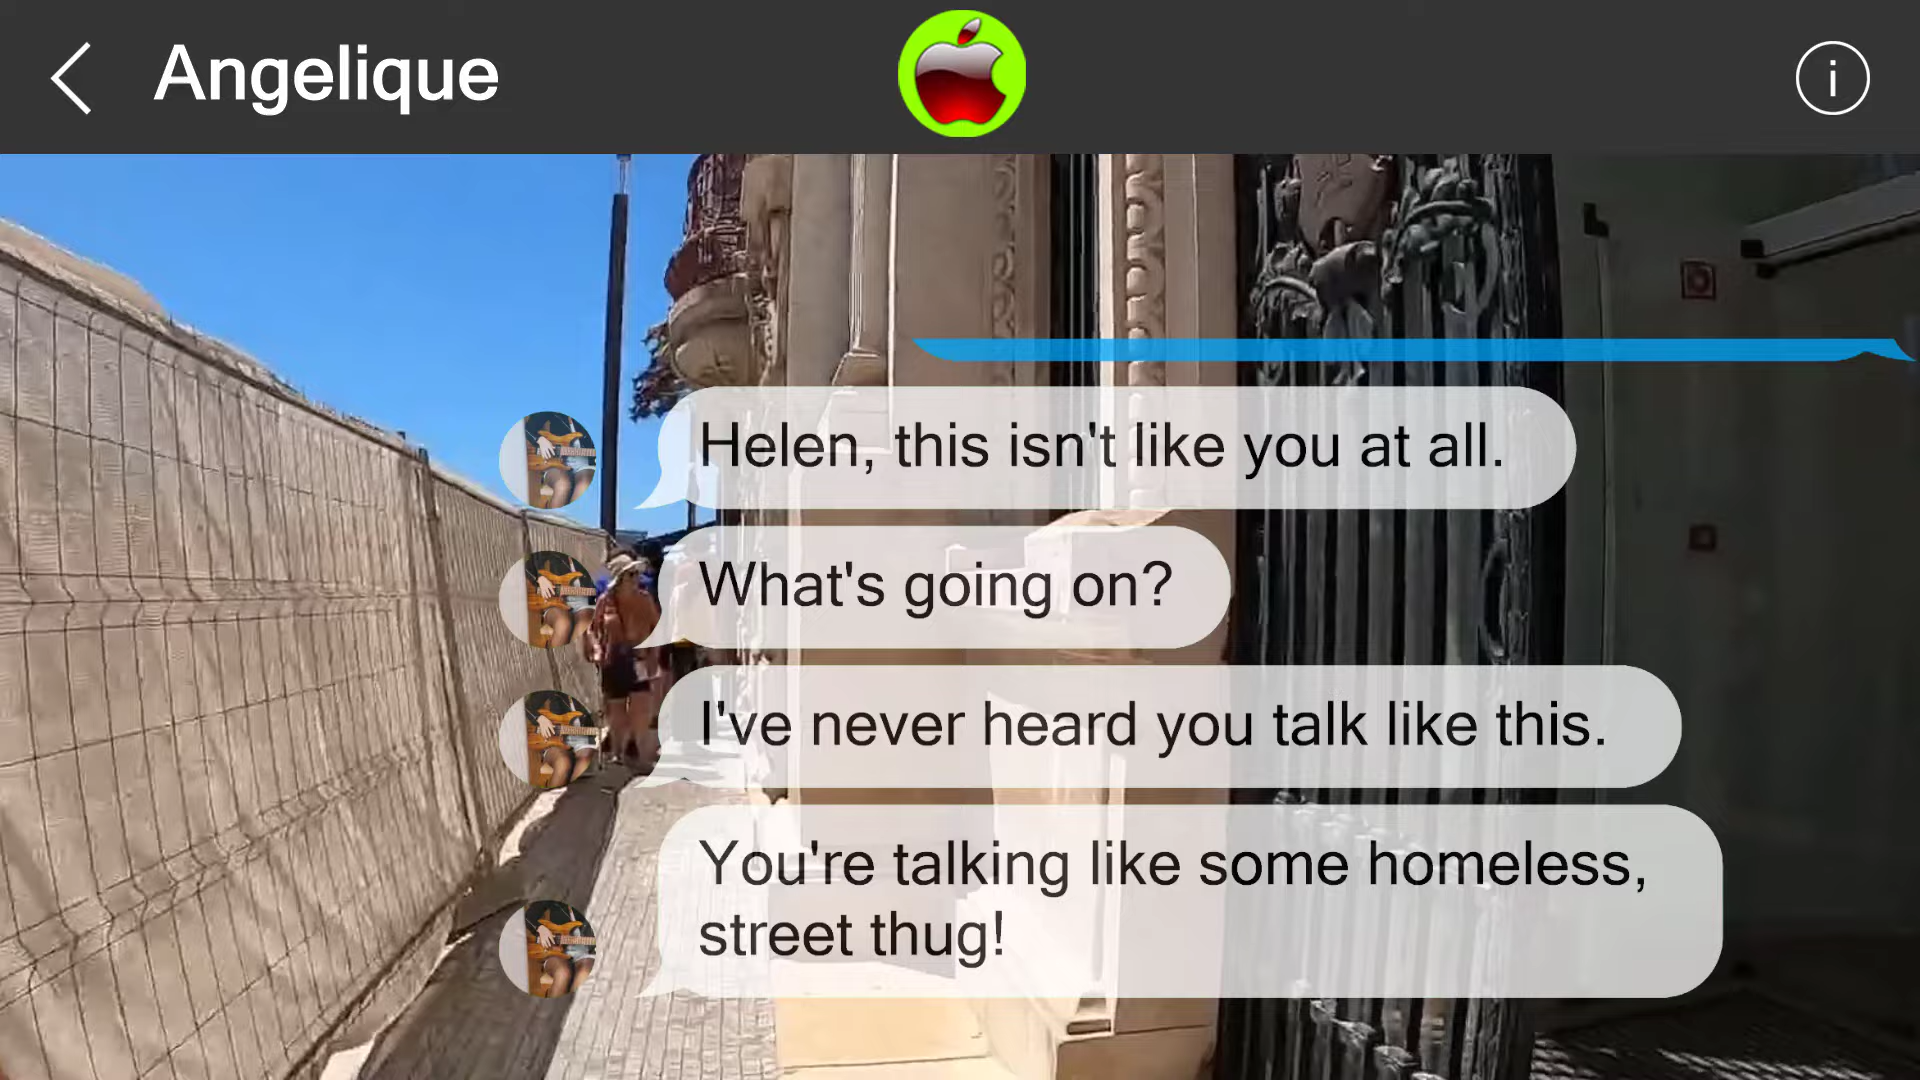 Angelique
i
Helen, this isn't like you at all.
What's going on?
I've never heard you talk like this.
You're talking like some homeless,
street thug!